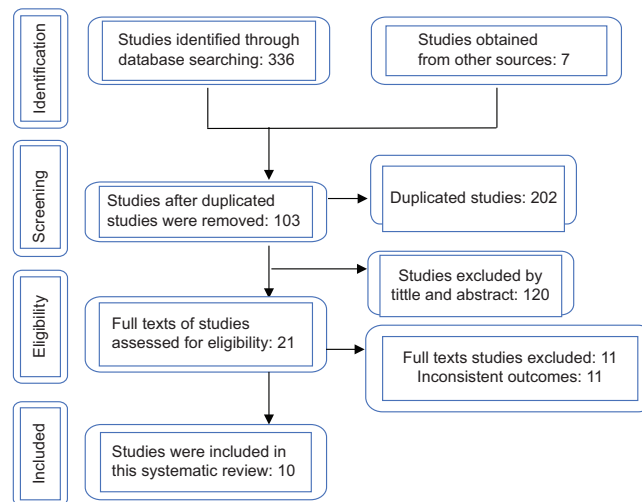 Identification
Studies identified through
database searching: 336
Studies obtained
from other sources: 7
Screening
Studies after duplicated
studies were removed: 103
Duplicated studies: 202
Studies excluded by
tittle and abstract: 120
Eligibility
Full texts of studies
assessed for eligibility: 21
Full texts studies excluded: 11
Inconsistent outcomes: 11
Included
Studies were included in
this systematic review: 10